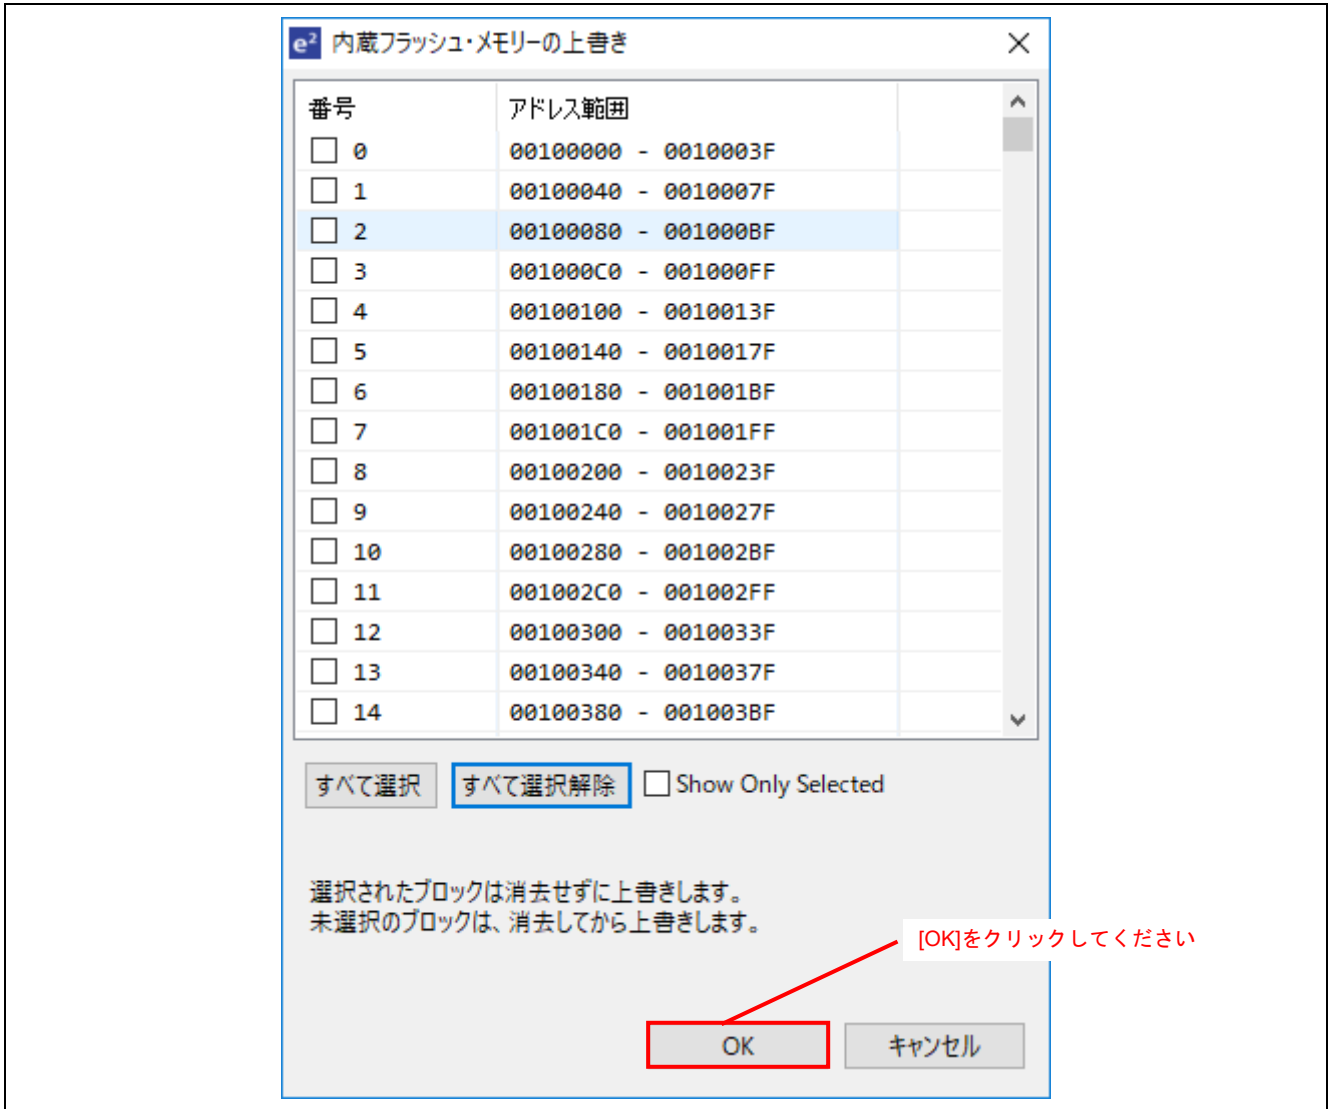 e² 内蔵フラッシュ・メモリーの上書き
番号 アドレス範囲
0 00100000 - 0010003F
1 00100040 - 0010007F
2 00100080 - 001000BF
3 001000C0 - 001000FF
4 00100100 - 0010013F
5 00100140 - 0010017F
6 00100180 - 001001BF
7 001001C0 - 001001FF
8 00100200 - 0010023F
9 00100240 - 0010027F
10 00100280 - 001002BF
11 001002C0 - 001002FF
12 00100300 - 0010033F
13 00100340 - 0010037F
14 00100380 - 001003BF
すべて選択 すべて選択解除 Show Only Selected
選択されたブロックは消去せずに上書きします。
未選択のブロックは、消去してから上書きします。
[OK]をクリックしてください
OK キャンセル